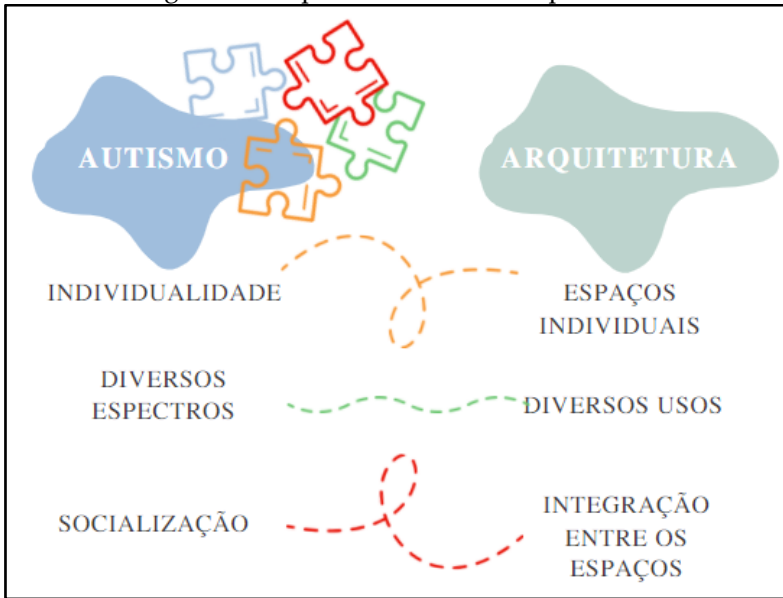 AUTISMO
ARQUITETURA
INDIVIDUALIDADE
ESPAÇOS
INDIVIDUAIS
DIVERSOS
ESPECTROS
DIVERSOS USOS
SOCIALIZAÇÃO
INTEGRAÇÃO
ENTRE OS
ESPAÇOS